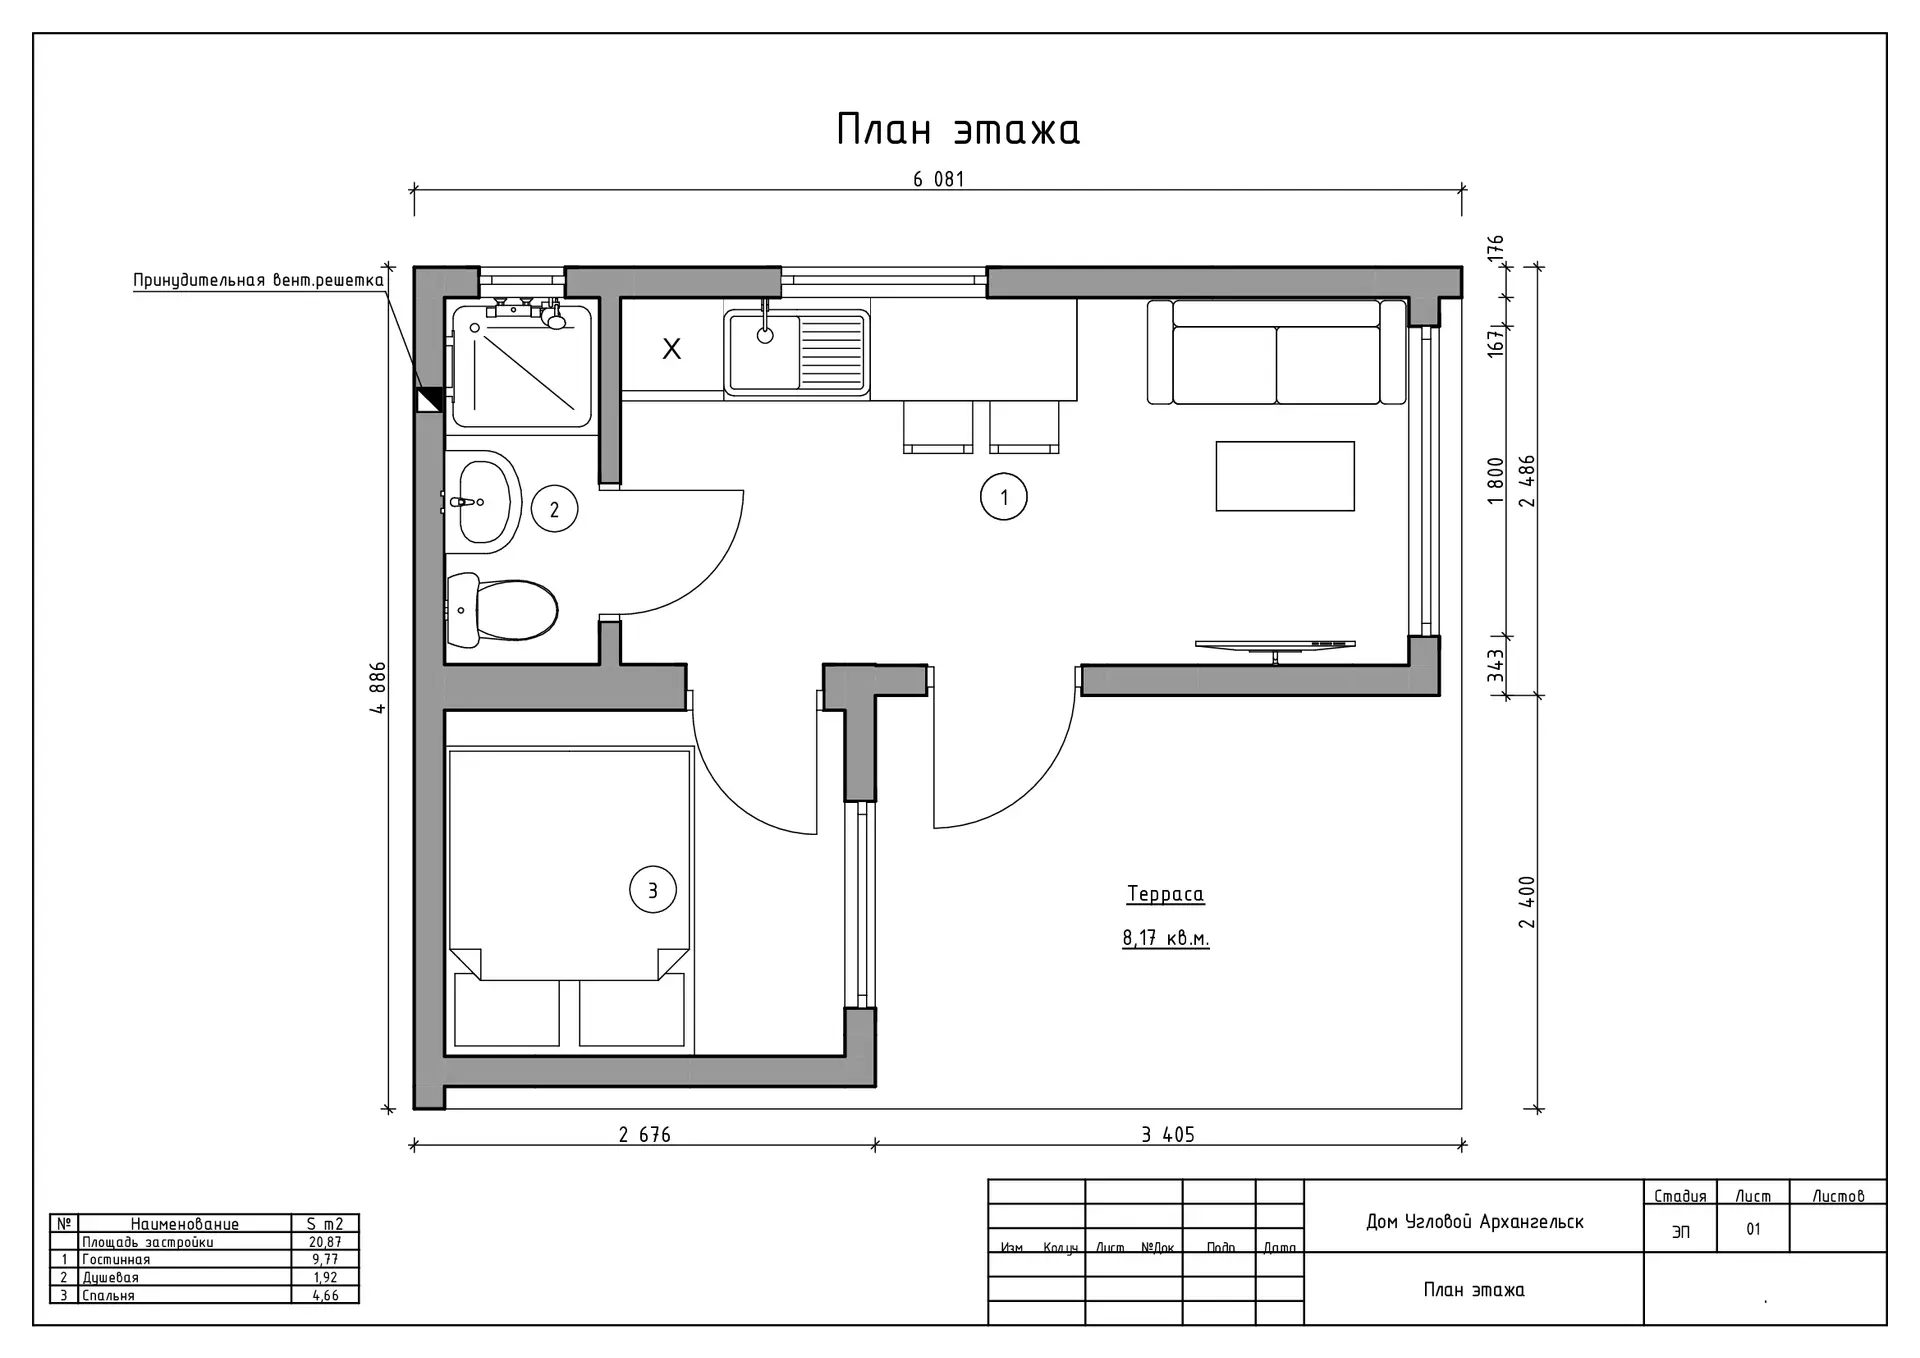 План этажа
6 081
176
Принудительная вент.решетка
167
X
1 800
2 486
1
2
343
4 886
3
Терраса
8,17 кв.м.
2 400
2 676
3 405
№ Наименование S m2
Площадь застройки 20,87
1 Гостинная 9,77
2 Душевая 1,92
3 Спальня 4,66
Стадия Лист Листов
Дом Угловой Архангельск
ЭП 01
Изм Кол.уч Лист №Док Подп Дата
План этажа